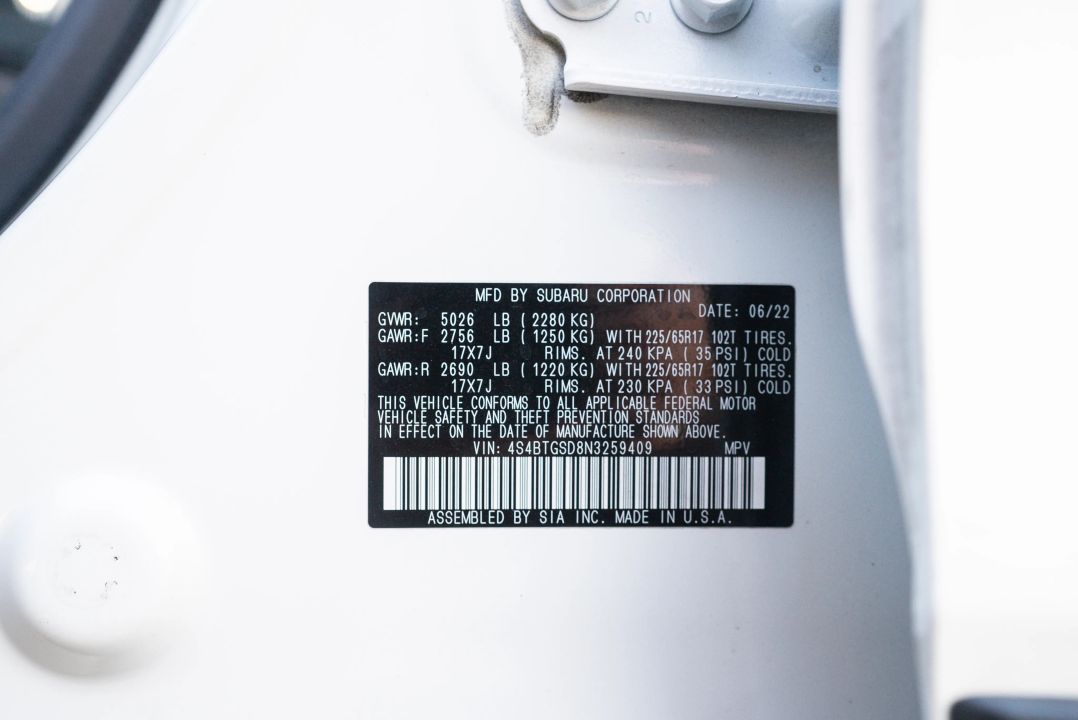 2
MFD BY SUBARU CORPORATION
DATE: 06/22
GVWR: 5026 LB ( 2280 KG)
GAWR:F 2756 LB ( 1250 KG) WITH 225/65R17 102T TIRES.
17X7J RIMS. AT 240 KPA ( 35 PSI) COLD
GAWR:R 2690 LB ( 1220 KG) WITH 225/65R17 102T TIRES.
17X7J RIMS. AT 230 KPA ( 33 PSI) COLD
THIS VEHICLE CONFORMS TO ALL APPLICABLE FEDERAL MOTOR
VEHICLE SAFETY AND THEFT PREVENTION STANDARDS
IN EFFECT ON THE DATE OF MANUFACTURE SHOWN ABOVE.
VIN: 4S4BTGSD8N3259409 MPV
ASSEMBLED BY SIA INC. MADE IN U.S.A.